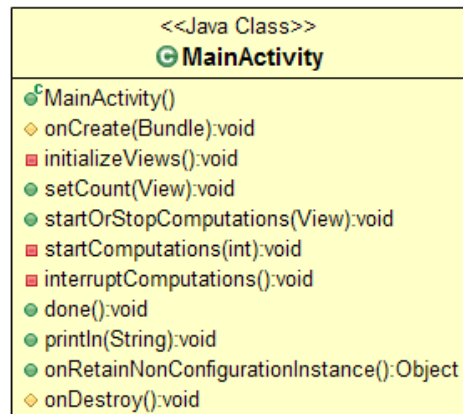 <<Java Class>>
MainActivity
MainActivity()
onCreate(Bundle):void
initializeViews():void
setCount(View):void
startOrStopComputations(View):void
startComputations(int):void
interruptComputations():void
done():void
println(String):void
onRetainNonConfigurationInstance():Object
onDestroy():void